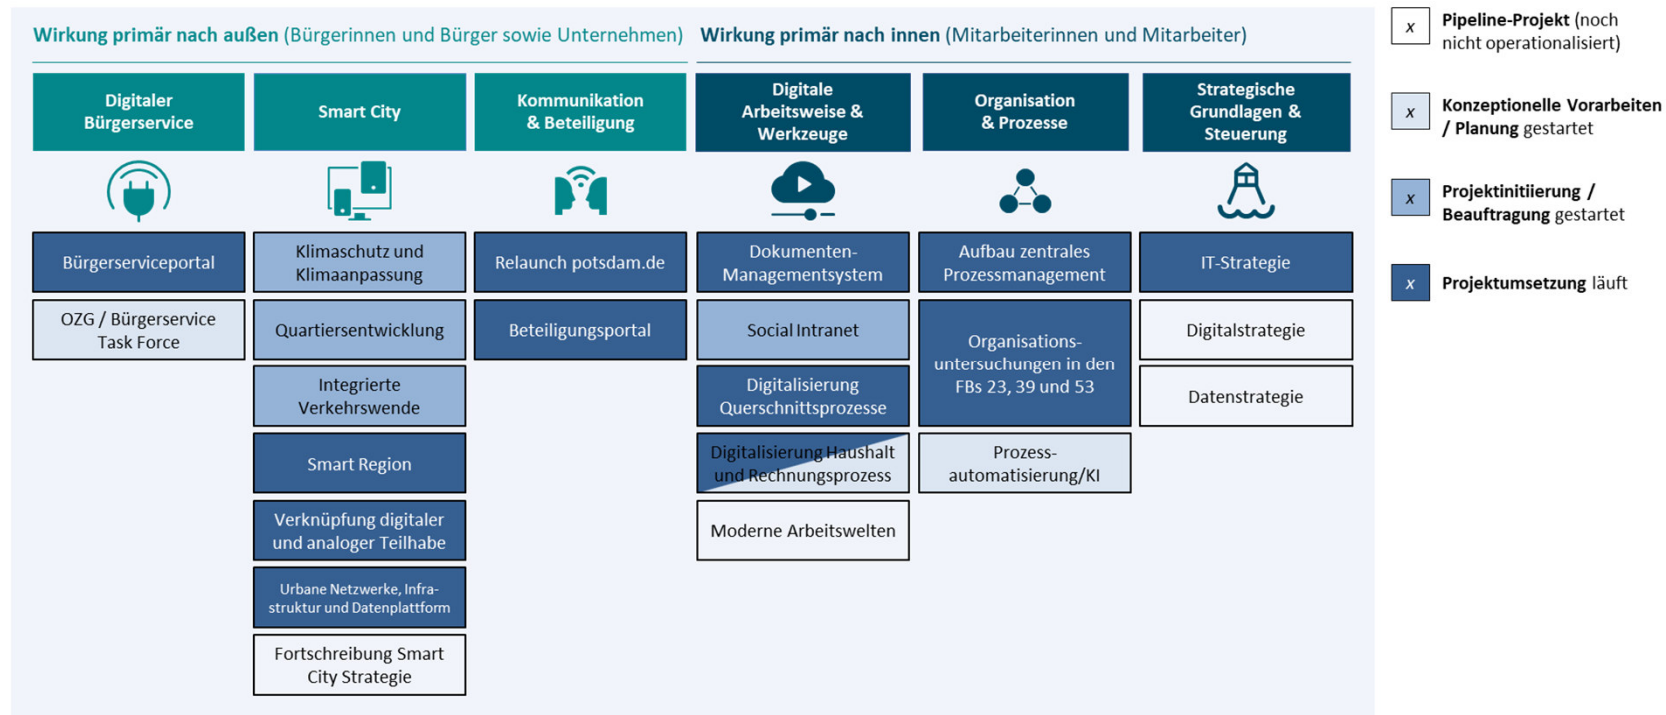 Wirkung primär nach außen (Bürgerinnen und Bürger sowie Unternehmen)
Wirkung primär nach innen (Mitarbeiterinnen und Mitarbeiter)
Digitaler
Bürgerservice
Bürgerserviceportal
OZG / Bürgerservice
Task Force
Smart City
Klimaschutz und
Klimaanpassung
Quartiersentwicklung
Integrierte
Verkehrswende
Smart Region
Verknüpfung digitaler
und analoger Teilhabe
Urbane Netzwerke, Infra-
struktur und Datenplattform
Fortschreibung Smart
City Strategie
Kommunikation
& Beteiligung
Relaunch potsdam.de
Beteiligungsportal
Digitale
Arbeitsweise &
Werkzeuge
Dokumenten-
Managementsystem
Social Intranet
Digitalisierung
Querschnittsprozesse
Digitalisierung Haushalt
und Rechnungsprozess
Moderne Arbeitswelten
Organisation
& Prozesse
Aufbau zentrales
Prozessmanagement
Organisations-
untersuchungen in den
FBs 23, 39 und 53
Prozess-
automatisierung/KI
Strategische
Grundlagen &
Steuerung
IT-Strategie
Digitalstrategie
Datenstrategie
x
Pipeline-Projekt (noch
nicht operationalisiert)
x
Konzeptionelle Vorarbeiten
/ Planung gestartet
x
Projektinitiierung /
Beauftragung gestartet
x
Projektumsetzung läuft